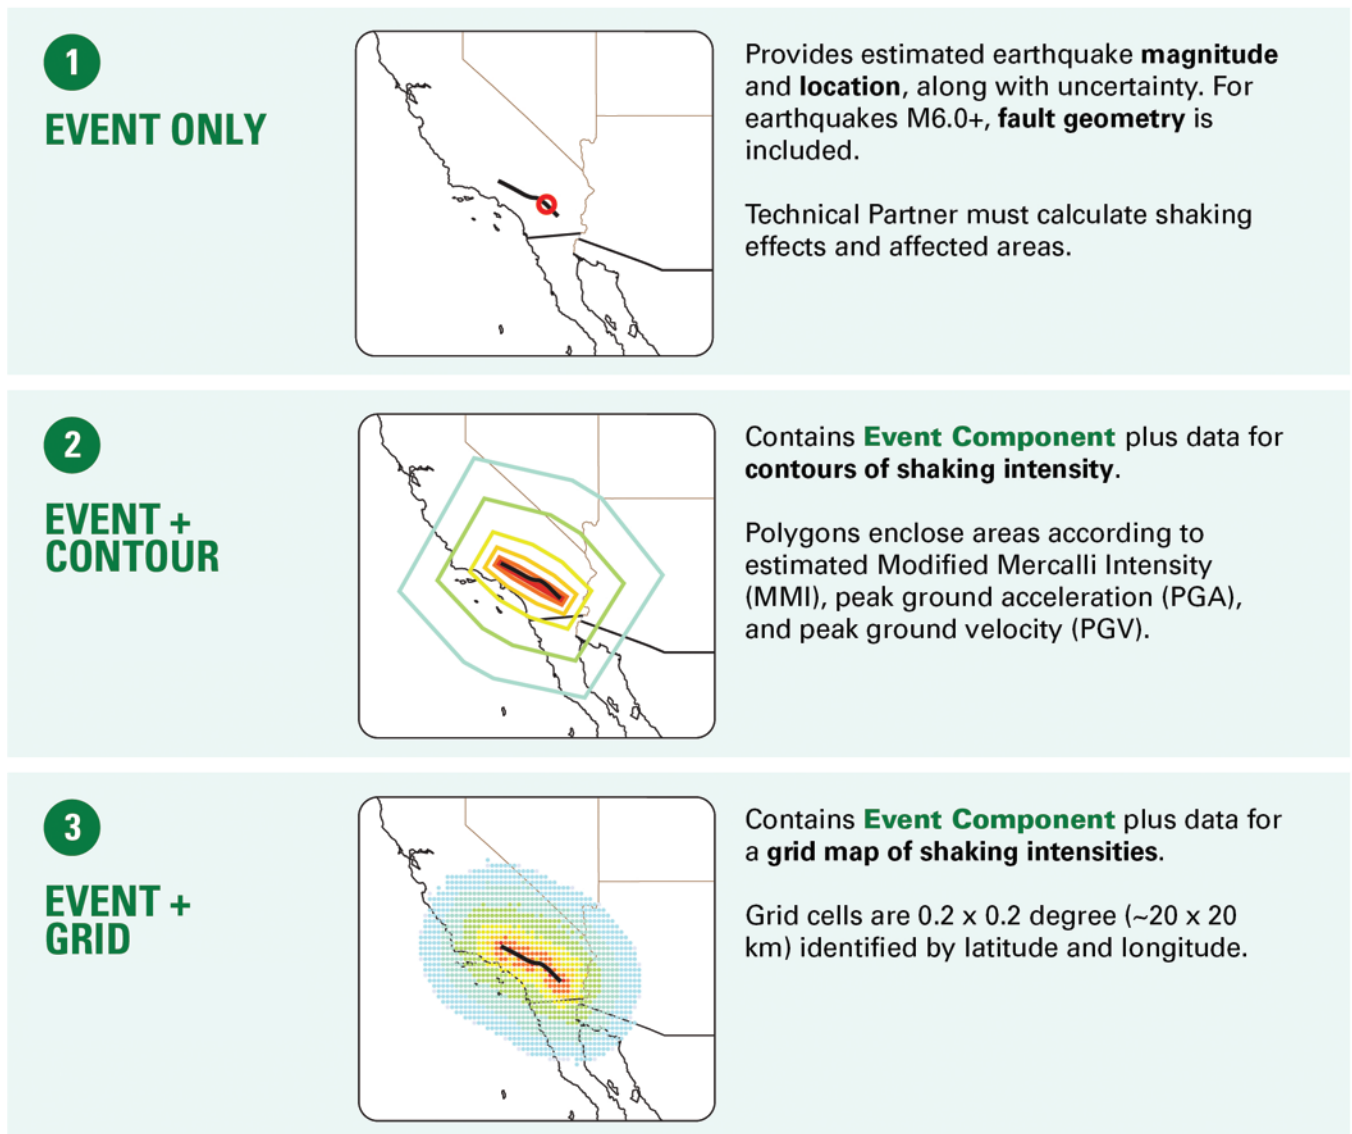 1
EVENT ONLY
Provides estimated earthquake magnitude
and location, along with uncertainty. For
earthquakes M6.0+, fault geometry is
included.
Technical Partner must calculate shaking
effects and affected areas.
2
EVENT +
CONTOUR
Contains Event Component plus data for
contours of shaking intensity.
Polygons enclose areas according to
estimated Modified Mercalli Intensity
(MMI), peak ground acceleration (PGA),
and peak ground velocity (PGV).
3
EVENT +
GRID
Contains Event Component plus data for
a grid map of shaking intensities.
Grid cells are 0.2 x 0.2 degree (~20 x 20
km) identified by latitude and longitude.